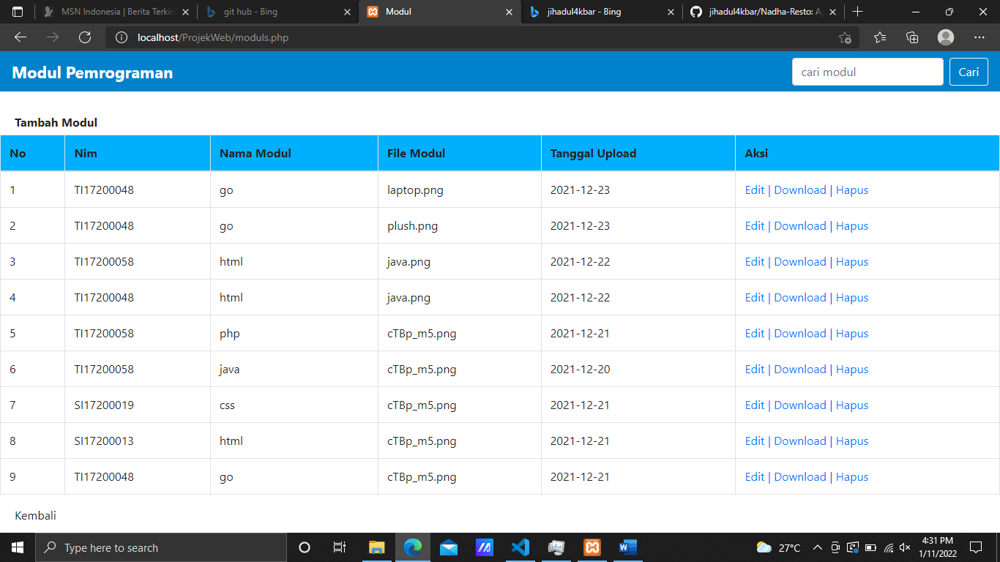 MSN Indonesia | Berita Terkin
git hub - Bing
Modul
jihadul4kbar - Bing
jihadul4kbar/Nadha-Resto: A
localhost/ProjekWeb/moduls.php
Modul Pemrograman
cari modul
Cari
Tambah Modul
No Nim Nama Modul File Modul Tanggal Upload Aksi
1 TI17200048 go laptop.png 2021-12-23 Edit | Download | Hapus
2 TI17200048 go plush.png 2021-12-23 Edit | Download | Hapus
3 TI17200058 html java.png 2021-12-22 Edit | Download | Hapus
4 TI17200048 html java.png 2021-12-22 Edit | Download | Hapus
5 TI17200058 php cTBp_m5.png 2021-12-21 Edit | Download | Hapus
6 TI17200058 java cTBp_m5.png 2021-12-20 Edit | Download | Hapus
7 SI17200019 css cTBp_m5.png 2021-12-21 Edit | Download | Hapus
8 SI17200013 html cTBp_m5.png 2021-12-21 Edit | Download | Hapus
9 TI17200048 go cTBp_m5.png 2021-12-21 Edit | Download | Hapus
Kembali
Type here to search
27°C
4:31 PM
1/11/2022